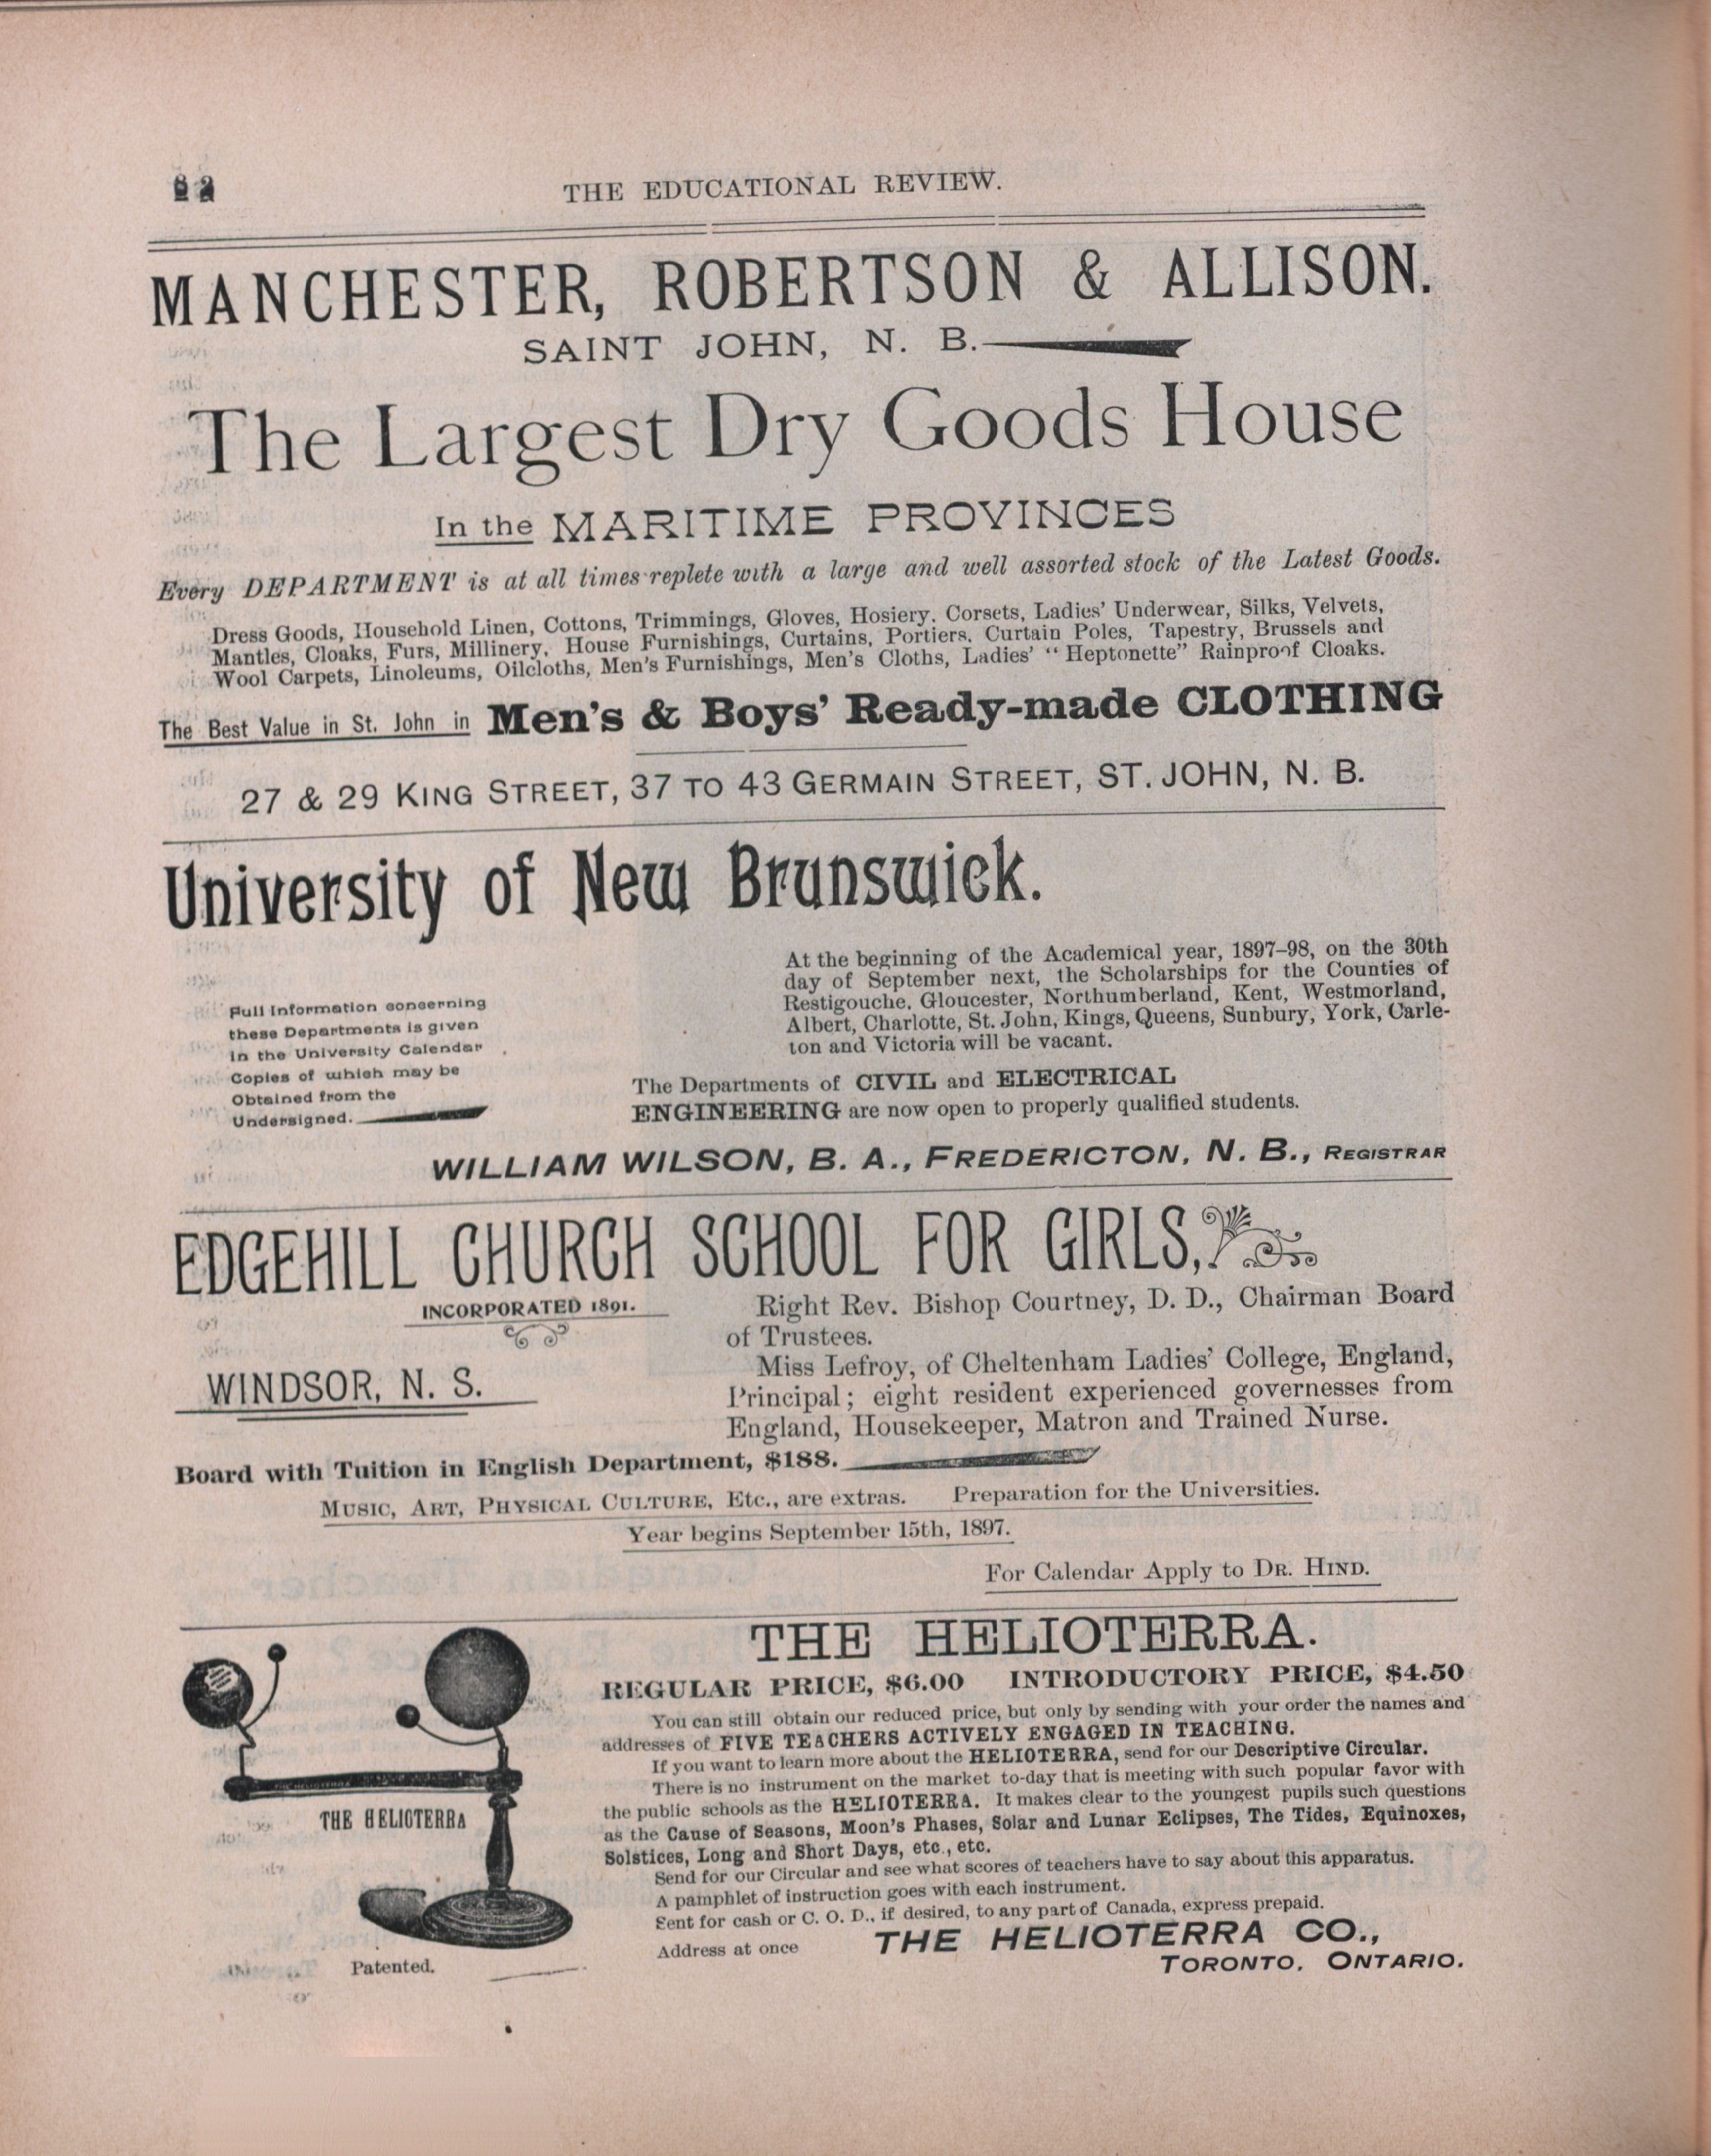 THE EDUCATIONAL REVIEW.
MANCHESTER, ROBERTSON & ALLISON.
SAINT JOHN, N. B.
The Largest Dry Goods House
In the MARITIME PROVINCES
Every DEPARTMENT is at all times replete with a large and well assorted stock of the Latest Goods.
Dress Goods, Household Linen, Cottons, Trimmings, Gloves, Hosiery, Corsets, Ladies' Underwear, Silks, Velvets,
Mantles, Cloaks, Furs, Millinery, House Furnishings, Curtains, Portiers, Curtain Poles, Tapestry, Brussels and
Wool Carpets, Linoleums, Oilcloths, Men's Furnishings, Men's Cloths, Ladies' "Heptonette" Rainproof Cloaks.
The Best Value in St. John in Men's & Boys' Ready-made CLOTHING
27 & 29 KING STREET, 37 TO 43 GERMAIN STREET, ST. JOHN, N. B.
University of New Brunswick.
Full Information concerning
these Departments is given
in the University Calendar
Copies of which may be
Obtained from the
Undersigned.
At the beginning of the Academical year, 1897-98, on the 30th
day of September next, the Scholarships for the Counties of
Restigouche, Gloucester, Northumberland, Kent, Westmorland,
Albert, Charlotte, St. John, Kings, Queens, Sunbury, York, Carle-
ton and Victoria will be vacant.
The Departments of CIVIL and ELECTRICAL
ENGINEERING are now open to properly qualified students.
WILLIAM WILSON, B. A., FREDERICTON, N. B., REGISTRAR
EDGEHILL CHURCH SCHOOL FOR GIRLS,
INCORPORATED 1891.
WINDSOR, N. S.
Right Rev. Bishop Courtney, D. D., Chairman Board
of Trustees.
Miss Lefroy, of Cheltenham Ladies' College, England,
Principal; eight resident experienced governesses from
England, Housekeeper, Matron and Trained Nurse.
Board with Tuition in English Department, $188.
MUSIC, ART, PHYSICAL CULTURE, Etc., are extras. Preparation for the Universities.
Year begins September 15th, 1897.
For Calendar Apply to DR. HIND.
THE HELIOTERRA
Patented.
THE HELIOTERRA.
REGULAR PRICE, $6.00 INTRODUCTORY PRICE, $4.50
You can still obtain our reduced price, but only by sending with your order the names and
addresses of FIVE TEACHERS ACTIVELY ENGAGED IN TEACHING.
If you want to learn more about the HELIOTERRA, send for our Descriptive Circular.
There is no instrument on the market to-day that is meeting with such popular favor with
the public schools as the HELIOTERRA. It makes clear to the youngest pupils such questions
as the Cause of Seasons, Moon's Phases, Solar and Lunar Eclipses, The Tides, Equinoxes,
Solstices, Long and Short Days, etc., etc.
Send for our Circular and see what scores of teachers have to say about this apparatus.
A pamphlet of instruction goes with each instrument.
Sent for cash or C. O. D., if desired, to any part of Canada, express prepaid.
Address at once THE HELIOTERRA CO.,
TORONTO, ONTARIO.